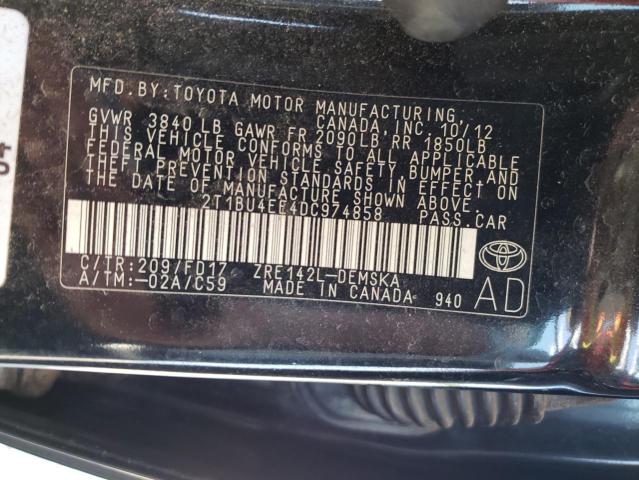 MFD. BY: TOYOTA MOTOR MANUFACTURING,
CANADA, INC. 10/12
GVWR 3840LB GAWR FR 2090LB RR 1850LB
THIS VEHICLE CONFORMS TO ALL APPLICABLE
FEDERAL MOTOR VEHICLE SAFETY, BUMPER, AND
THEFT PREVENTION STANDARDS IN EFFECT ON
THE DATE OF MANUFACTURE SHOWN ABOVE.
2T1BU4EE4DC974858 PASS.CAR
C/TR: 209/FD17 ZRE142L-DEMSKA
A/TM: -02A/C59 MADE IN CANADA 940
AD